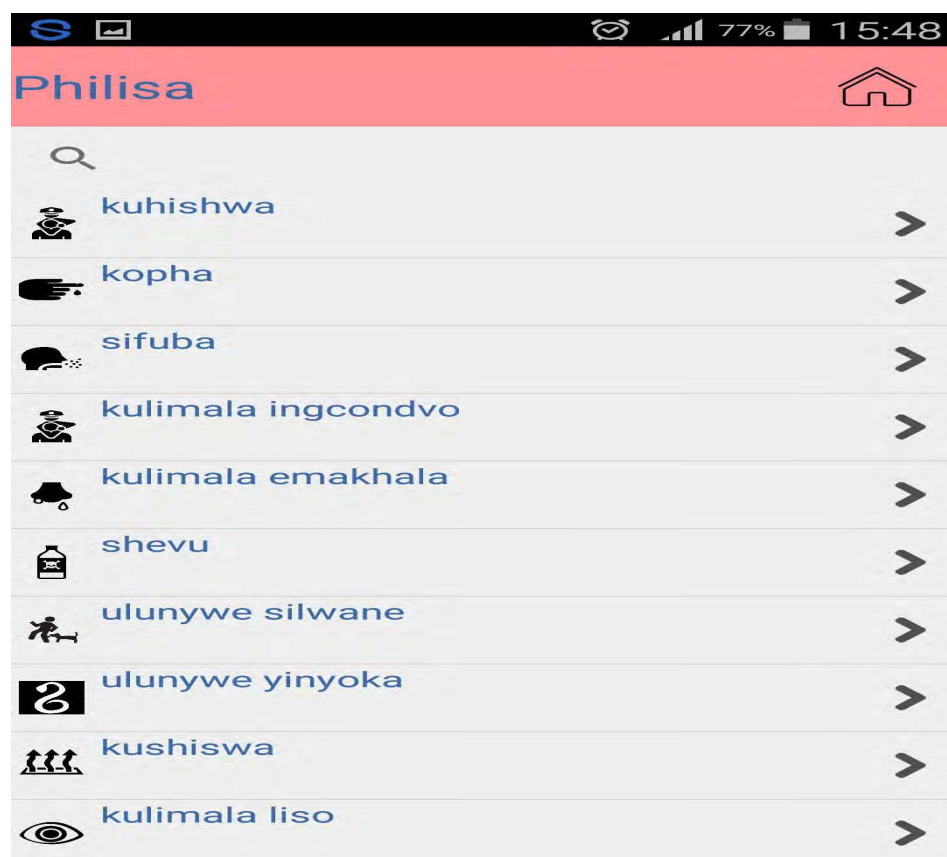 77% 15:48
Philisa
kuhishwa
kopha
sifuba
kulimala ingcondvo
kulimala emakhala
shevu
ulunywe silwane
ulunywe yinyoka
kushiswa
kulimala liso